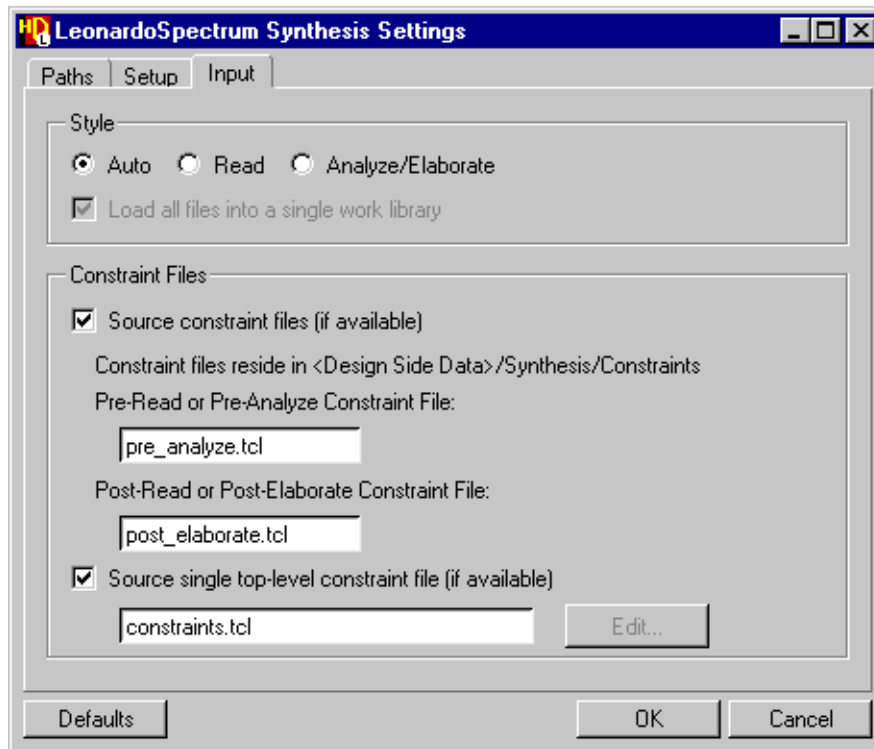 LeonardoSpectrum Synthesis Settings
Paths Setup Input
Style
Auto Read Analyze/Elaborate
Load all files into a single work library
Constraint Files
Source constraint files (if available)
Constraint files reside in <Design Side Data>/Synthesis/Constraints
Pre-Read or Pre-Analyze Constraint File:
pre_analyze.tcl
Post-Read or Post-Elaborate Constraint File:
post_elaborate.tcl
Source single top-level constraint file (if available)
constraints.tcl Edit...
Defaults OK Cancel